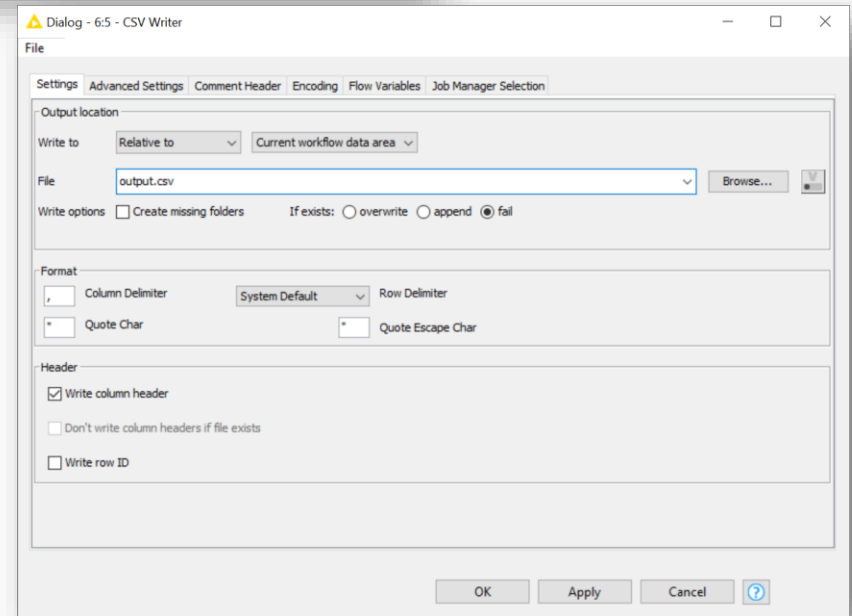 Dialog - 6:5 - CSV Writer
File
Settings Advanced Settings Comment Header Encoding Flow Variables Job Manager Selection
Output location
Write to Relative to Current workflow data area
File output.csv Browse...
Write options Create missing folders If exists: overwrite append fail
Format
, Column Delimiter System Default Row Delimiter
" Quote Char " Quote Escape Char
Header
Write column header
Don't write column headers if file exists
Write row ID
OK Apply Cancel ?